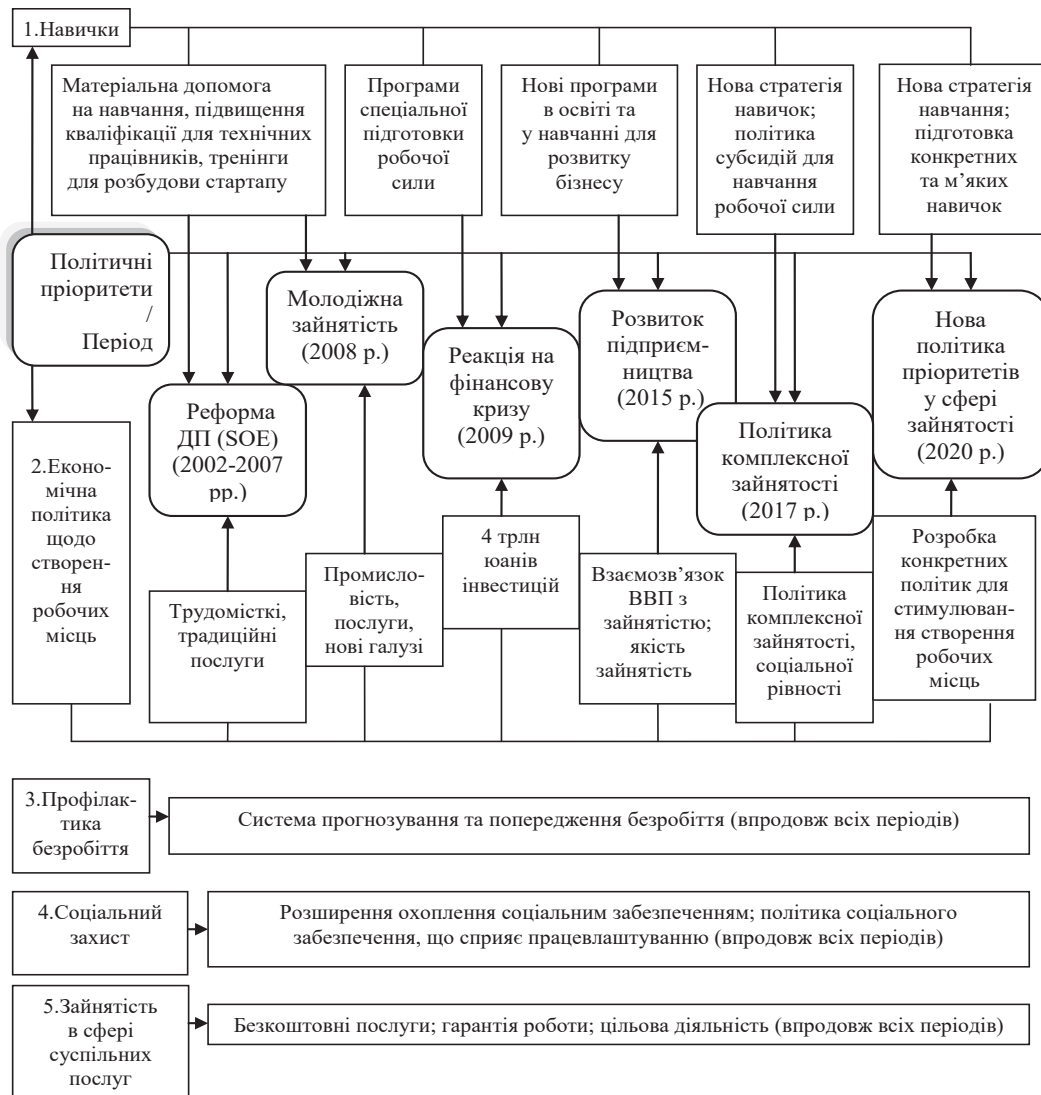 1.Навички
Матеріальна допомога
на навчання, підвищення
кваліфікації для технічних
працівників, тренінги
для розбудови стартапу
Програми
спеціальної
підготовки
робочої
сили
Нові програми
в освіті та
у навчанні для
розвитку
бізнесу
Нова стратегія
навичок;
політика
субсидій для
навчання
робочої сили
Нова стратегія
навчання;
підготовка
конкретних
та м’яких
навичок
Політичні
пріоритети
/
Період
Реформа
ДП (SOE)
(2002-2007
рр.)
Молодіжна
зайнятість
(2008 р.)
Реакція на
фінансову
кризу
(2009 р.)
Розвиток
підприєм-
ництва
(2015 р.)
Політика
комплексної
зайнятості
(2017 р.)
Нова
політика
пріоритетів
у сфері
зайнятості
(2020 р.)
2.Еконо-
мічна
політика
щодо
створен-
ня
робочих
місць
Трудомісткі,
традиційні
послуги
Промисло-
вість,
послуги,
нові галузі
4 трлн
юанів
інвестицій
Взаємозв’язок
ВВП з
зайнятістю;
якість
зайнятість
Політика
комплексної
зайнятості,
соціальної
рівності
Розробка
конкретних
політик для
стимулюван-
ня створення
робочих
місць
3.Профілак-
тика
безробіття
Система прогнозування та попередження безробіття (впродовж всіх періодів)
4.Соціальний
захист
Розширення охоплення соціальним забезпеченням; політика соціального
забезпечення, що сприяє працевлаштуванню (впродовж всіх періодів)
5.Зайнятість
в сфері
суспільних
послуг
Безкоштовні послуги; гарантія роботи; цільова діяльність (впродовж всіх періодів)